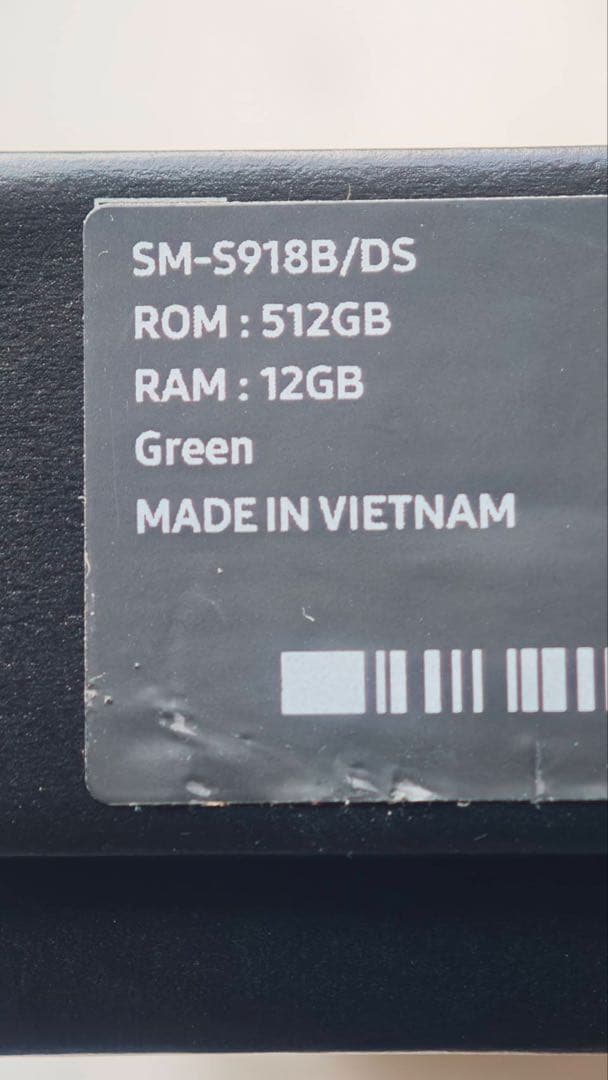 SM-S918B/DS
ROM : 512GB
RAM : 12GB
Green
MADE IN VIETNAM